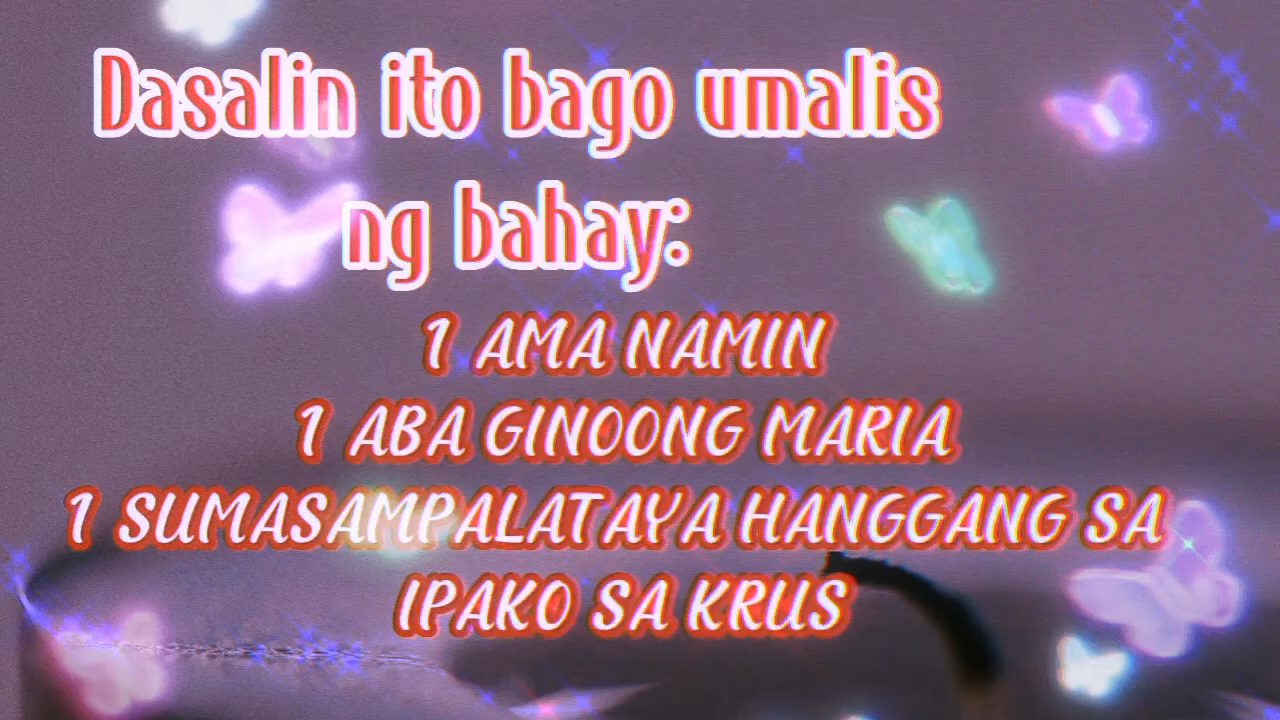 Dasalin ito bago umalis
ng bahay:
1 AMA NAMIN
1 ABA GINOONG MARIA
1 SUMASAMPALATAYA HANGGANG SA
IPAKO SA KRUS